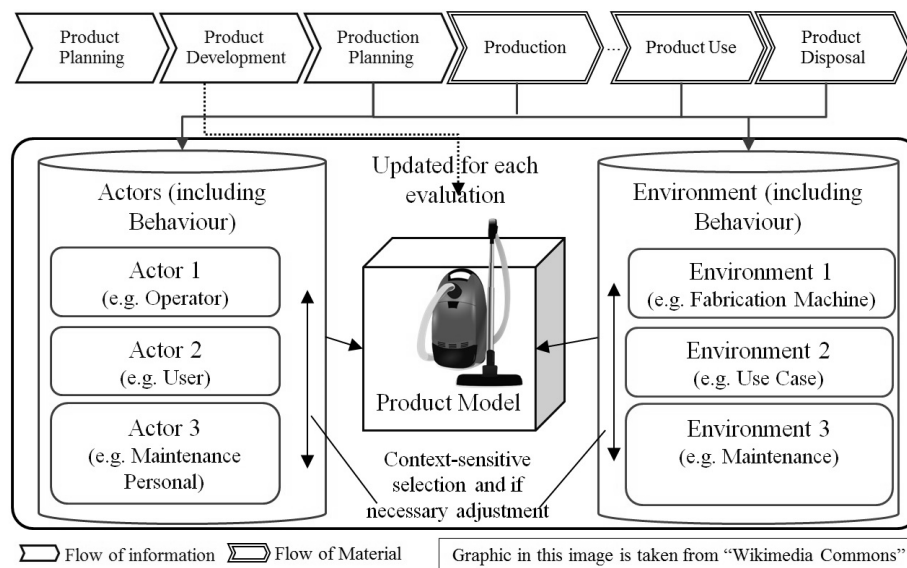 Product
Planning
Product
Development
Production
Planning
Production
...
Product Use
Product
Disposal
Updated for each
evaluation
Actors (including
Behaviour)
Actor 1
(e.g. Operator)
Actor 2
(e.g. User)
Actor 3
(e.g. Maintenance
Personal)
Product Model
Context-sensitive
selection and if
necessary adjustment
Environment (including
Behaviour)
Environment 1
(e.g. Fabrication Machine)
Environment 2
(e.g. Use Case)
Environment 3
(e.g. Maintenance)
Flow of information
Flow of Material
Graphic in this image is taken from “Wikimedia Commons”